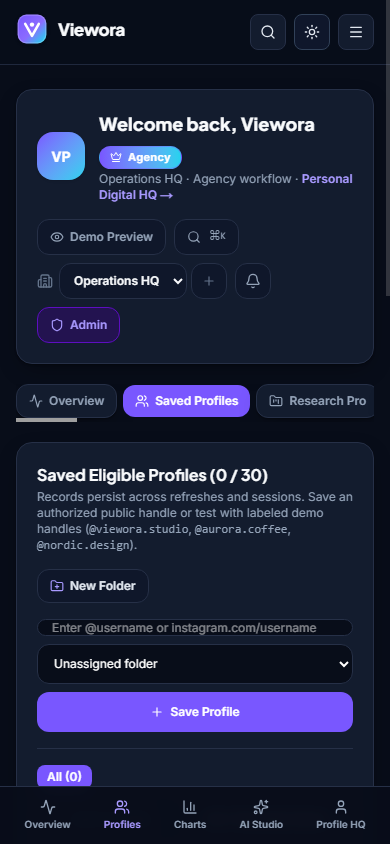 Viewora
Welcome back, Viewora
VP
Agency
Operations HQ · Agency workflow · Personal
Digital HQ →
Demo Preview
⌘K
Operations HQ
+
Admin
Overview
Saved Profiles
Research Pro
Saved Eligible Profiles (0 / 30)
Records persist across refreshes and sessions. Save an
authorized public handle or test with labeled demo
handles (@viewora.studio, @aurora.coffee,
@nordic.design).
New Folder
Enter @username or instagram.com/username
Unassigned folder
+ Save Profile
All (0)
Overview
Profiles
Charts
AI Studio
Profile HQ